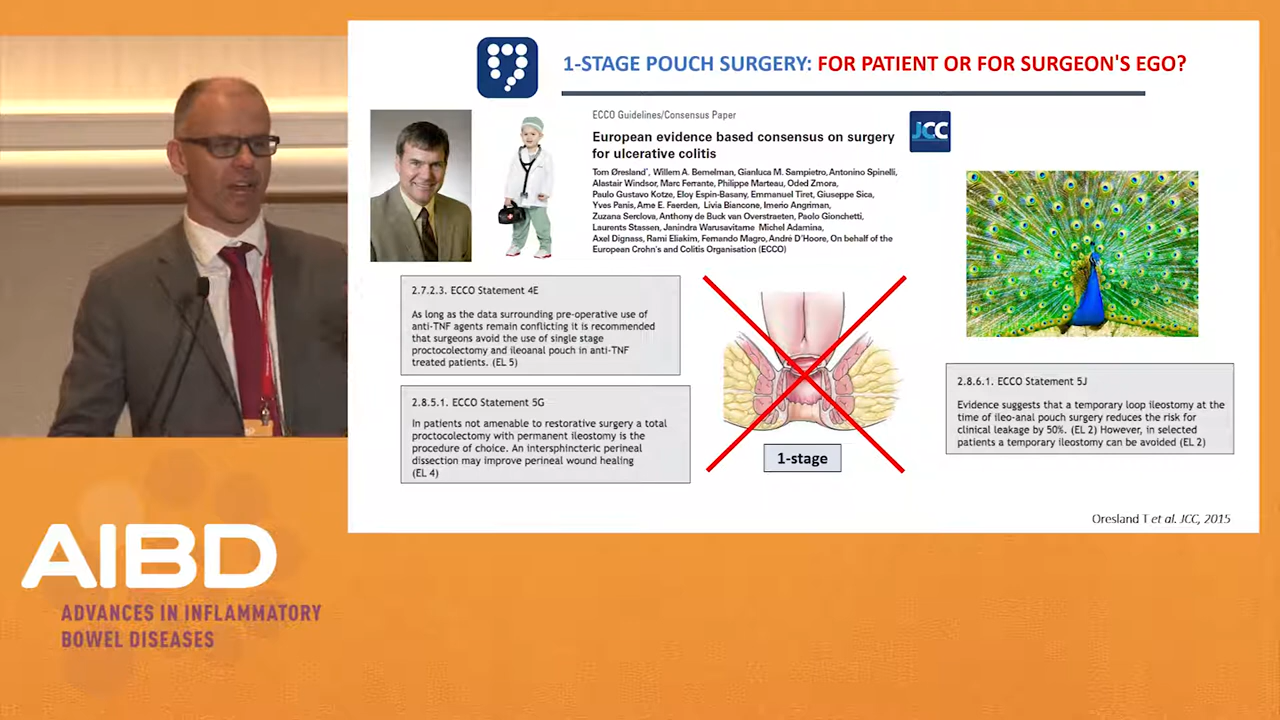 1-STAGE POUCH SURGERY: FOR PATIENT OR FOR SURGEON'S EGO?
ECCO Guidelines/Consensus Paper
European evidence based consensus on surgery
for ulcerative colitis
JCC
Tom Øresland*, Willem A. Bemelman, Gianluca M. Sampietro, Antonino Spinelli,
Alastair Windsor, Marc Ferrante, Philippe Marteau, Oded Zmora,
Paulo Gustavo Kotze, Eloy Espin-Basany, Emmanuel Tiret, Giuseppe Sica,
Yves Panis, Arne E. Faerden, Livia Biancone, Imerio Angriman,
Zuzana Serclova, Anthony de Buck van Overstraeten, Paolo Gionchetti,
Laurents Stassen, Janindra Warusavitarne Michel Adamina,
Axel Dignass, Rami Eliakim, Fernando Magro, André D'Hoore, On behalf of the
European Crohn's and Colitis Organisation (ECCO)
2.7.2.3. ECCO Statement 4E
As long as the data surrounding pre-operative use of
anti-TNF agents remain conflicting it is recommended
that surgeons avoid the use of single stage
proctocolectomy and ileoanal pouch in anti-TNF
treated patients. (EL 5)
2.8.5.1. ECCO Statement 5G
In patients not amenable to restorative surgery a total
proctocolectomy with permanent ileostomy is the
procedure of choice. An intersphincteric perineal
dissection may improve perineal wound healing
(EL 4)
1-stage
2.8.6.1. ECCO Statement 5J
Evidence suggests that a temporary loop ileostomy at the
time of ileo-anal pouch surgery reduces the risk for
clinical leakage by 50%. (EL 2) However, in selected
patients a temporary ileostomy can be avoided (EL 2)
Oresland T et al. JCC, 2015
AIBD
ADVANCES IN INFLAMMATORY
BOWEL DISEASES